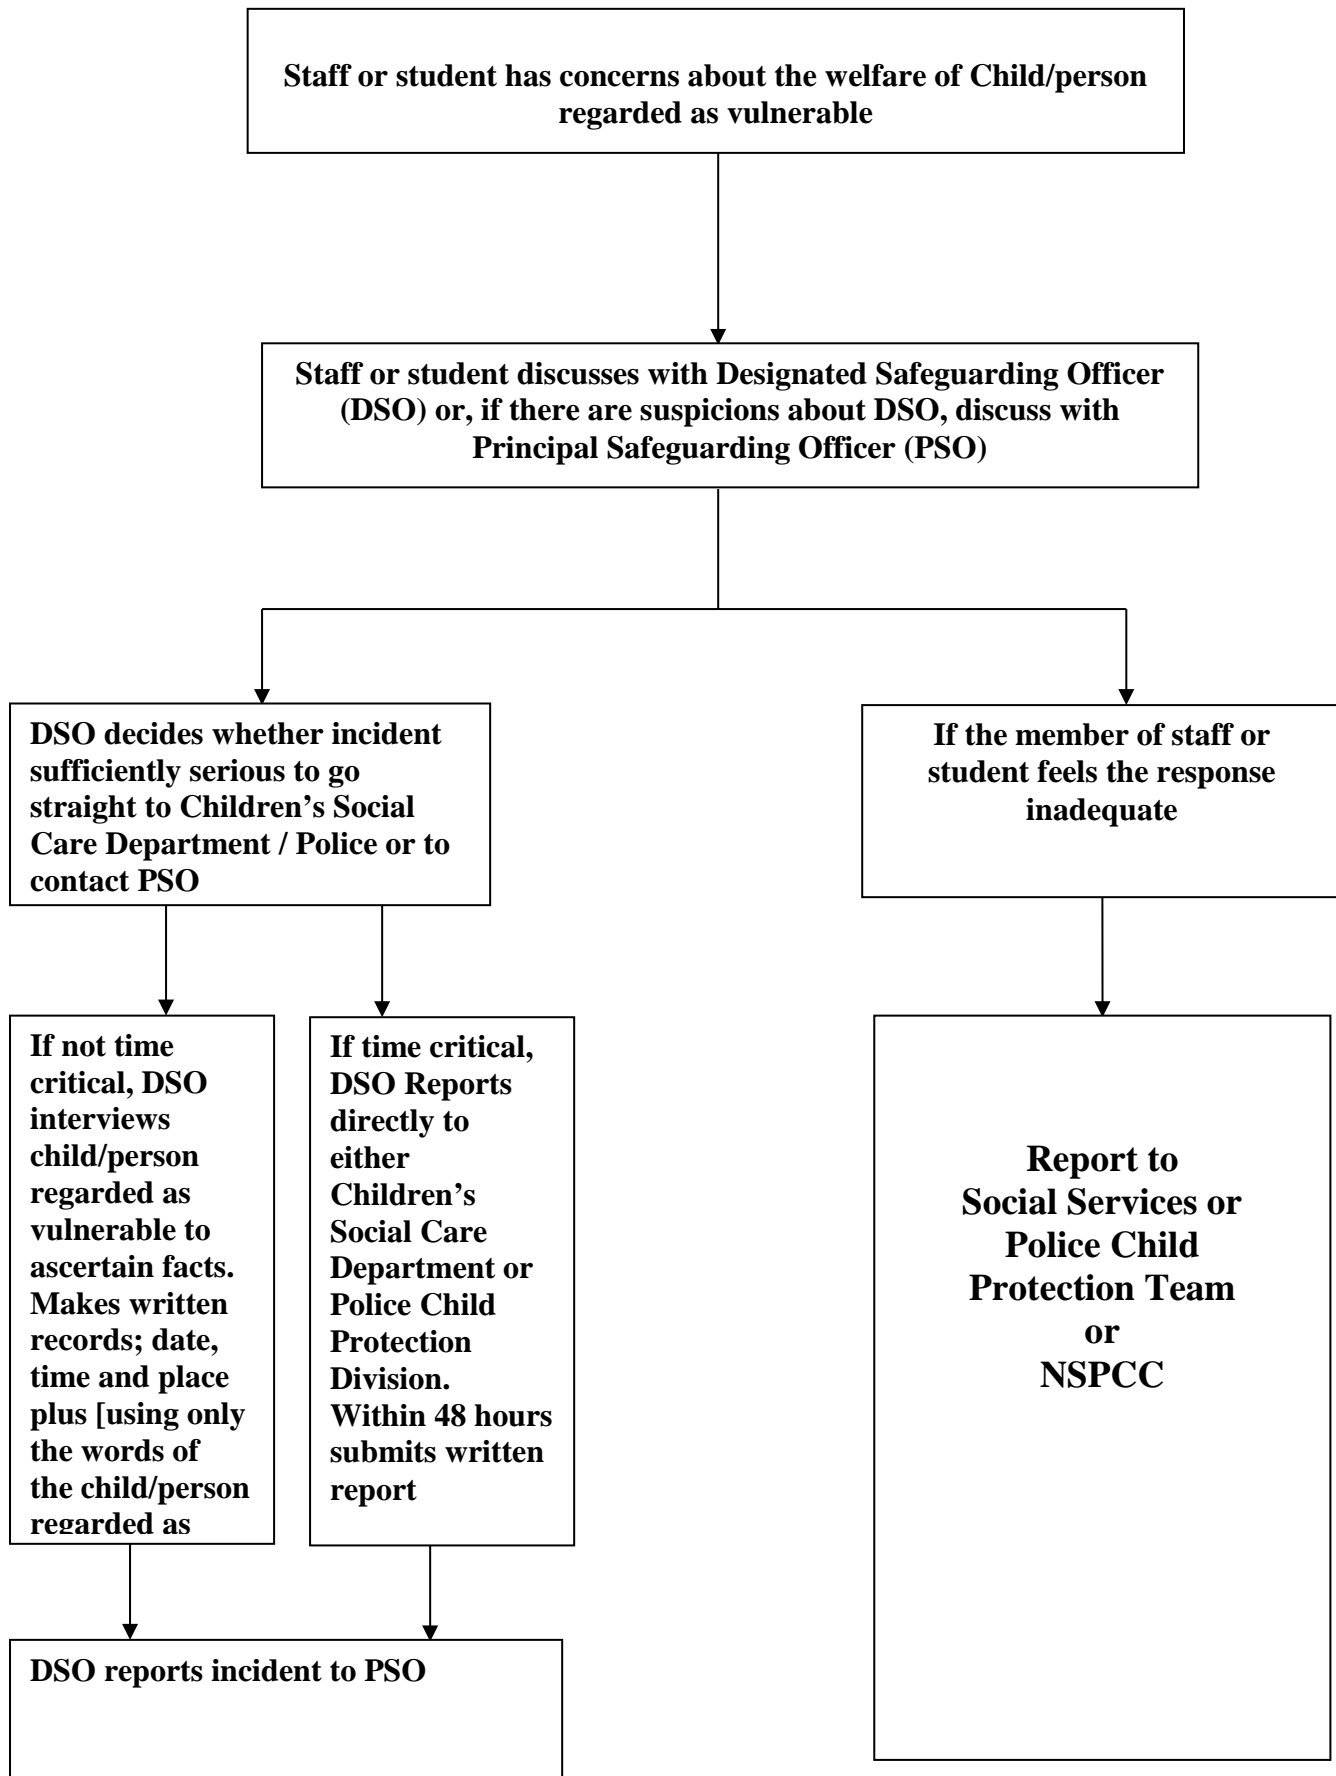 Staff or student has concerns about the welfare of Child/person
regarded as vulnerable
Staff or student discusses with Designated Safeguarding Officer
(DSO) or, if there are suspicions about DSO, discuss with
Principal Safeguarding Officer (PSO)
DSO decides whether incident
sufficiently serious to go
straight to Children’s Social
Care Department / Police or to
contact PSO
If the member of staff or
student feels the response
inadequate
If not time
critical, DSO
interviews
child/person
regarded as
vulnerable to
ascertain facts.
Makes written
records; date,
time and place
plus [using only
the words of
the child/person
regarded as
If time critical,
DSO Reports
directly to
either
Children’s
Social Care
Department or
Police Child
Protection
Division.
Within 48 hours
submits written
report
Report to
Social Services or
Police Child
Protection Team
or
NSPCC
DSO reports incident to PSO